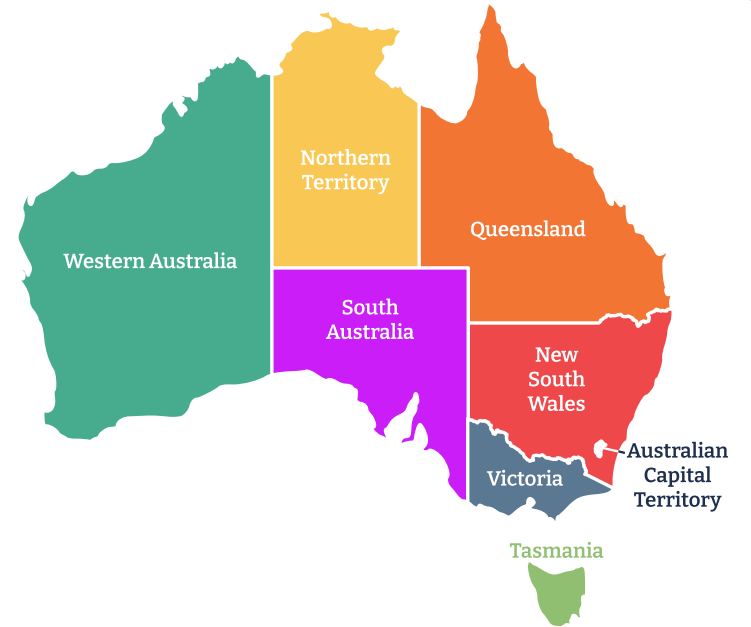 Northern
Territory
Queensland
Western Australia
South
Australia
New
South
Wales
Australian
Capital
Territory
Victoria
Tasmania